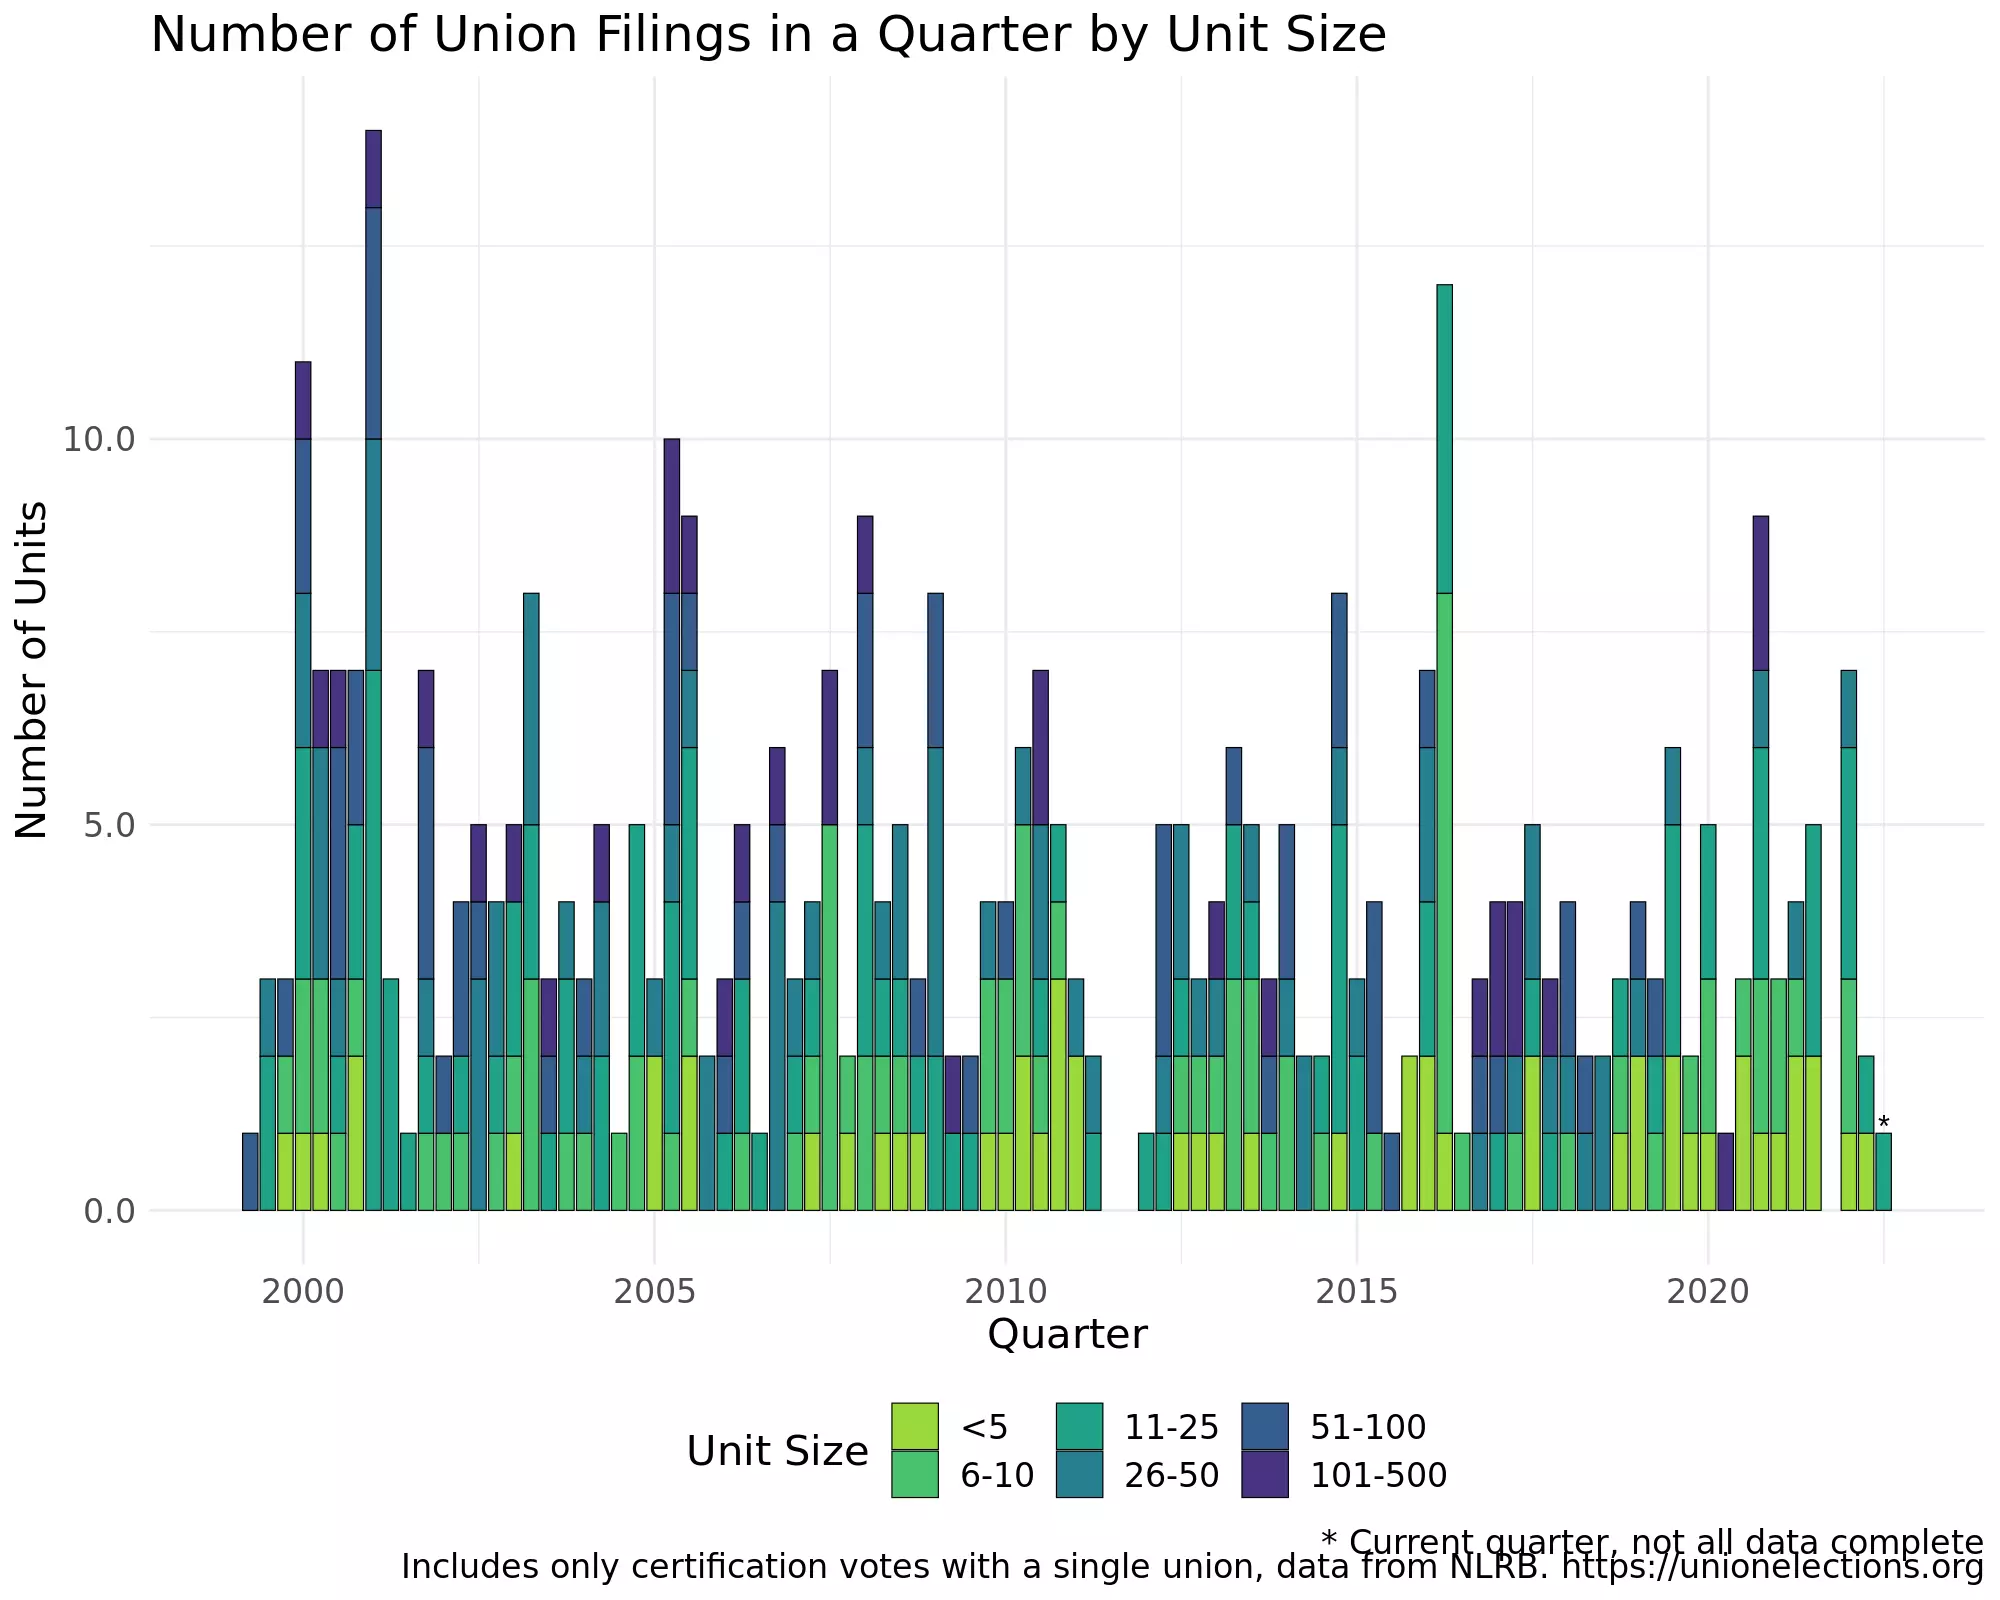 Number of Union Filings in a Quarter by Unit Size
Number of Units
10.0
5.0
0.0
*
2000 2005 2010 2015 2020
Quarter
Unit Size
<5 11-25 51-100
6-10 26-50 101-500
* Current quarter, not all data complete
Includes only certification votes with a single union, data from NLRB. https://unionelections.org